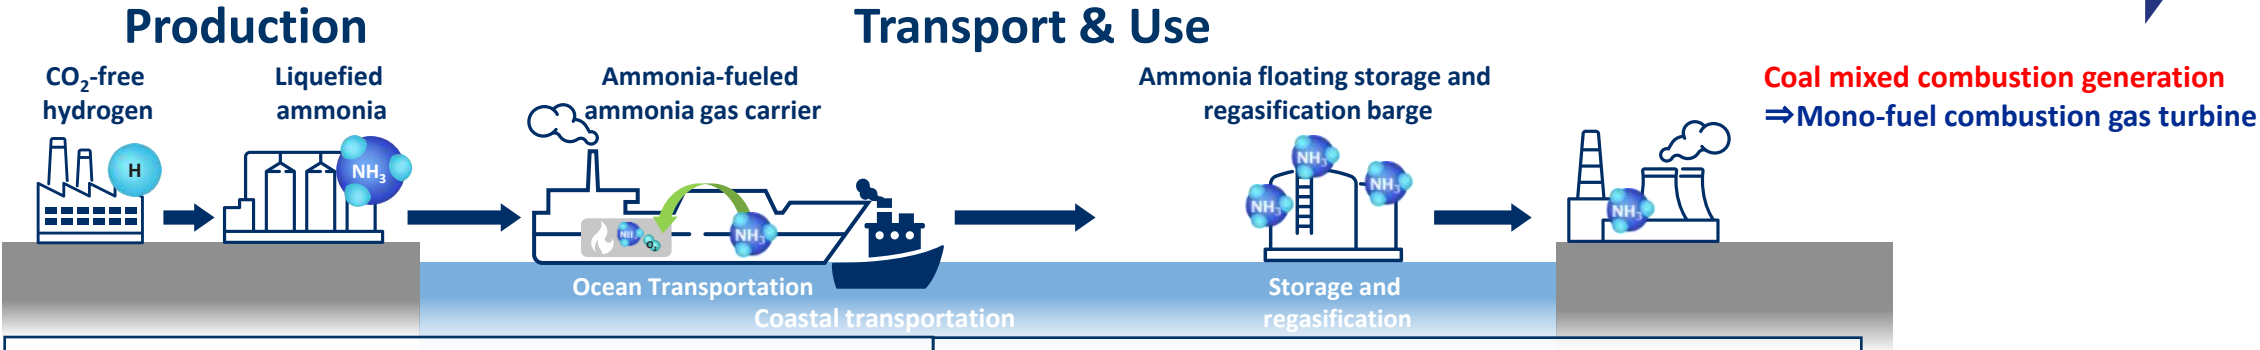 Production
Transport & Use
CO₂-free
hydrogen
Liquefied
ammonia
Ammonia-fueled
ammonia gas carrier
Ammonia floating storage and
regasification barge
Coal mixed combustion generation
⇒Mono-fuel combustion gas turbine
H
NH₃
NH₃
O₂
NH₃
NH₃
NH₃
NH₃
NH₃
Ocean Transportation
Coastal transportation
Storage and
regasification